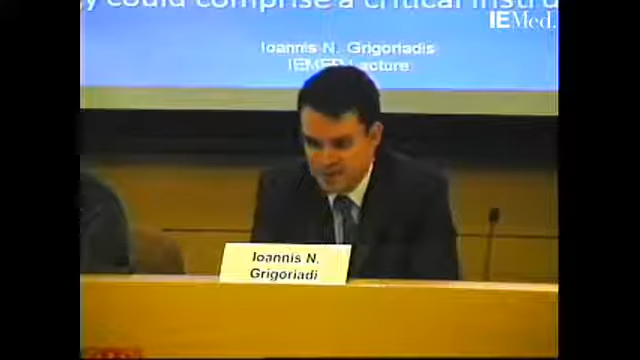 y could comprise a critical instru
IEMed.
Ioannis N. Grigoriadis
IEMED Lecture
Ioannis N.
Grigoriadi